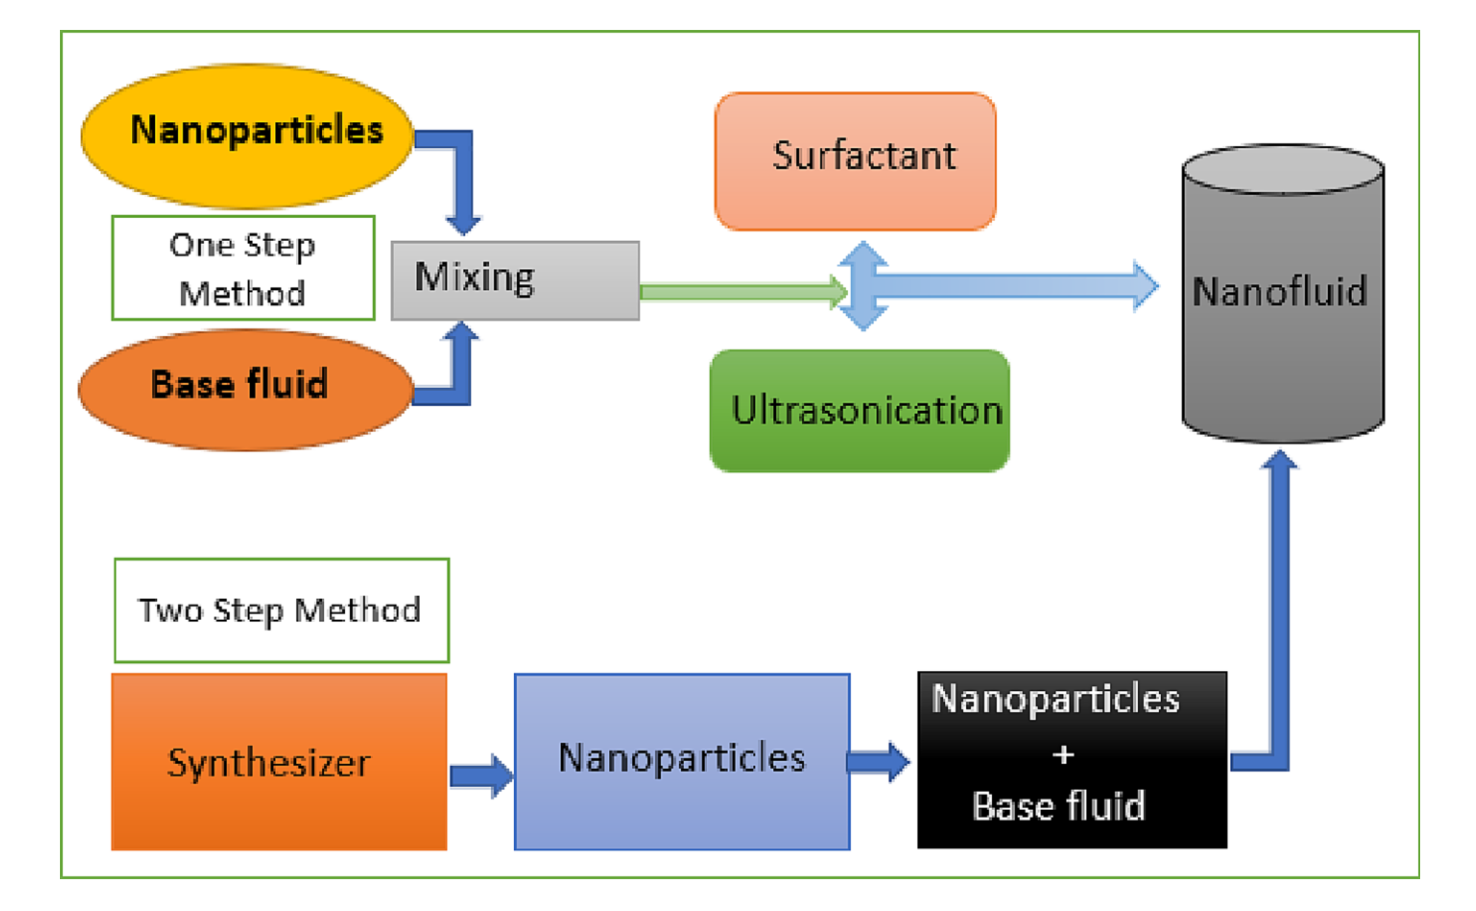 Nanoparticles
One Step
Method
Base fluid
Mixing
Surfactant
Ultrasonication
Nanofluid
Two Step Method
Synthesizer
Nanoparticles
Nanoparticles
+
Base fluid